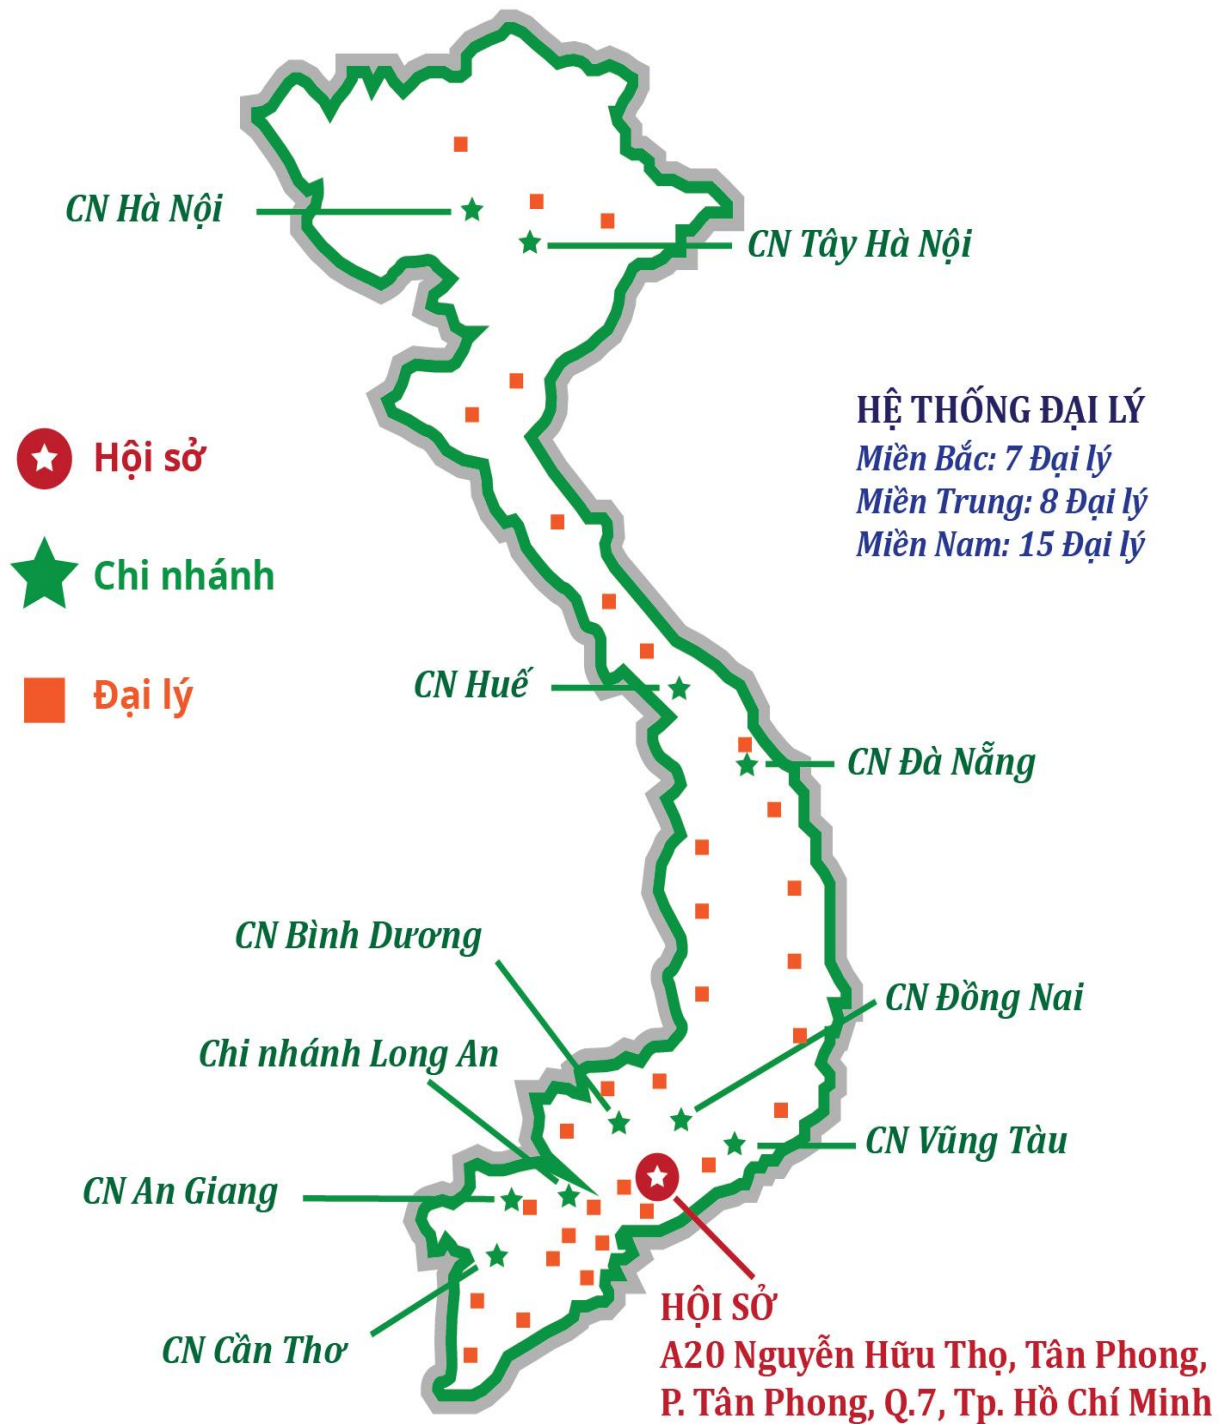 CN Hà Nội
CN Tây Hà Nội
HỆ THỐNG ĐẠI LÝ
Miền Bắc: 7 Đại lý
Miền Trung: 8 Đại lý
Miền Nam: 15 Đại lý
Hội sở
Chi nhánh
Đại lý
CN Huế
CN Đà Nẵng
CN Bình Dương
CN Đồng Nai
Chi nhánh Long An
CN Vũng Tàu
CN An Giang
CN Cần Thơ
HỘI SỞ
A20 Nguyễn Hữu Thọ, Tân Phong,
P. Tân Phong, Q.7, Tp. Hồ Chí Minh